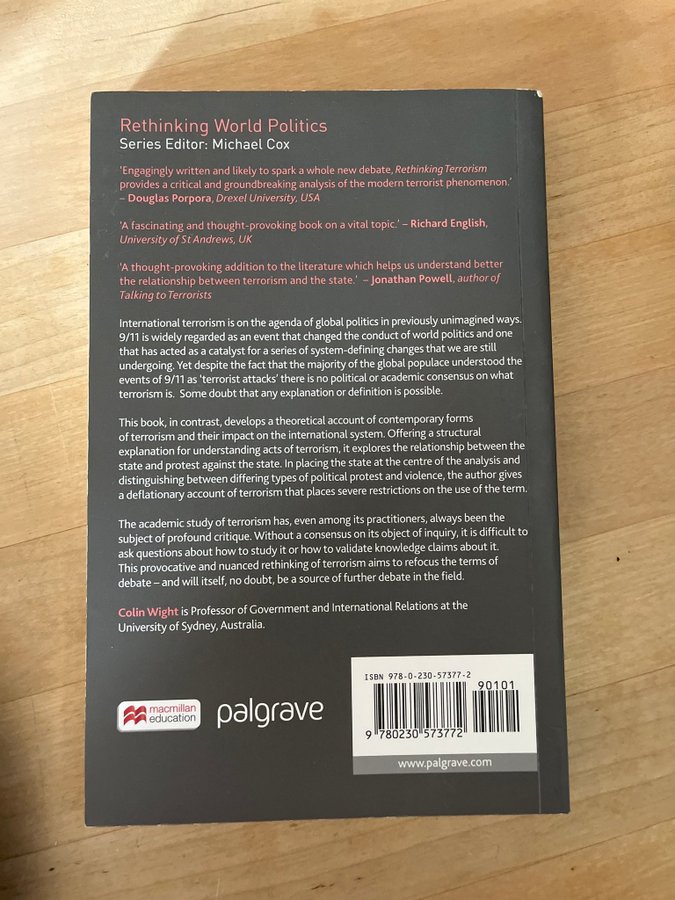 Rethinking World Politics
Series Editor: Michael Cox
'Engagingly written and likely to spark a whole new debate, Rethinking Terrorism
provides a critical and groundbreaking analysis of the modern terrorist phenomenon.'
– Douglas Porpora, Drexel University, USA
'A fascinating and thought-provoking book on a vital topic.' – Richard English,
University of St Andrews, UK
'A thought-provoking addition to the literature which helps us understand better
the relationship between terrorism and the state.' – Jonathan Powell, author of
Talking to Terrorists
International terrorism is on the agenda of global politics in previously unimagined ways.
9/11 is widely regarded as an event that changed the conduct of world politics and one
that has acted as a catalyst for a series of system-defining changes that we are still
undergoing. Yet despite the fact that the majority of the global populace understood the
events of 9/11 as 'terrorist attacks' there is no political or academic consensus on what
terrorism is. Some doubt that any explanation or definition is possible.
This book, in contrast, develops a theoretical account of contemporary forms
of terrorism and their impact on the international system. Offering a structural
explanation for understanding acts of terrorism, it explores the relationship between the
state and protest against the state. In placing the state at the centre of the analysis and
distinguishing between differing types of political protest and violence, the author gives
a deflationary account of terrorism that places severe restrictions on the use of the term.
The academic study of terrorism has, even among its practitioners, always been the
subject of profound critique. Without a consensus on its object of inquiry, it is difficult to
ask questions about how to study it or how to validate knowledge claims about it.
This provocative and nuanced rethinking of terrorism aims to refocus the terms of
debate – and will itself, no doubt, be a source of further debate in the field.
Colin Wight is Professor of Government and International Relations at the
University of Sydney, Australia.
macmillan
education
palgrave
ISBN 978-0-230-57377-2
90101
9 780230 573772
www.palgrave.com